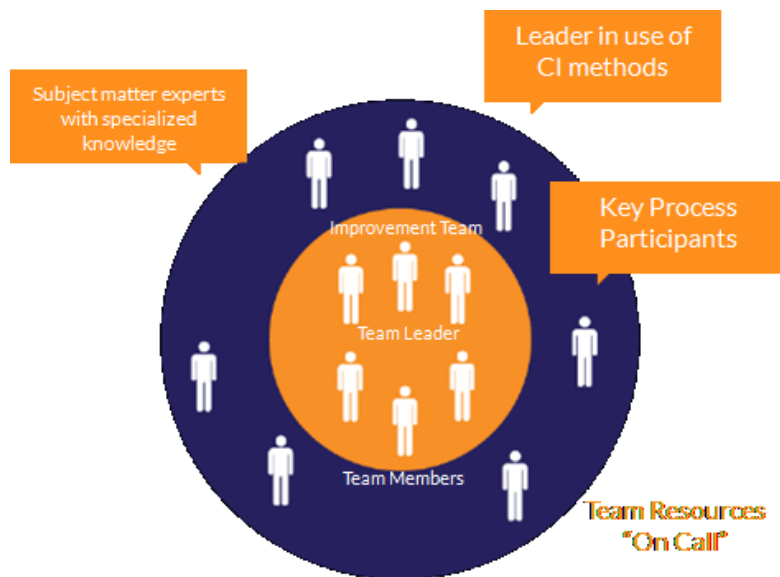 Leader in use of
CI methods
Subject matter experts
with specialized
knowledge
Key Process
Participants
Improvement Team
Team Leader
Team Members
Team Resources
"On Call"